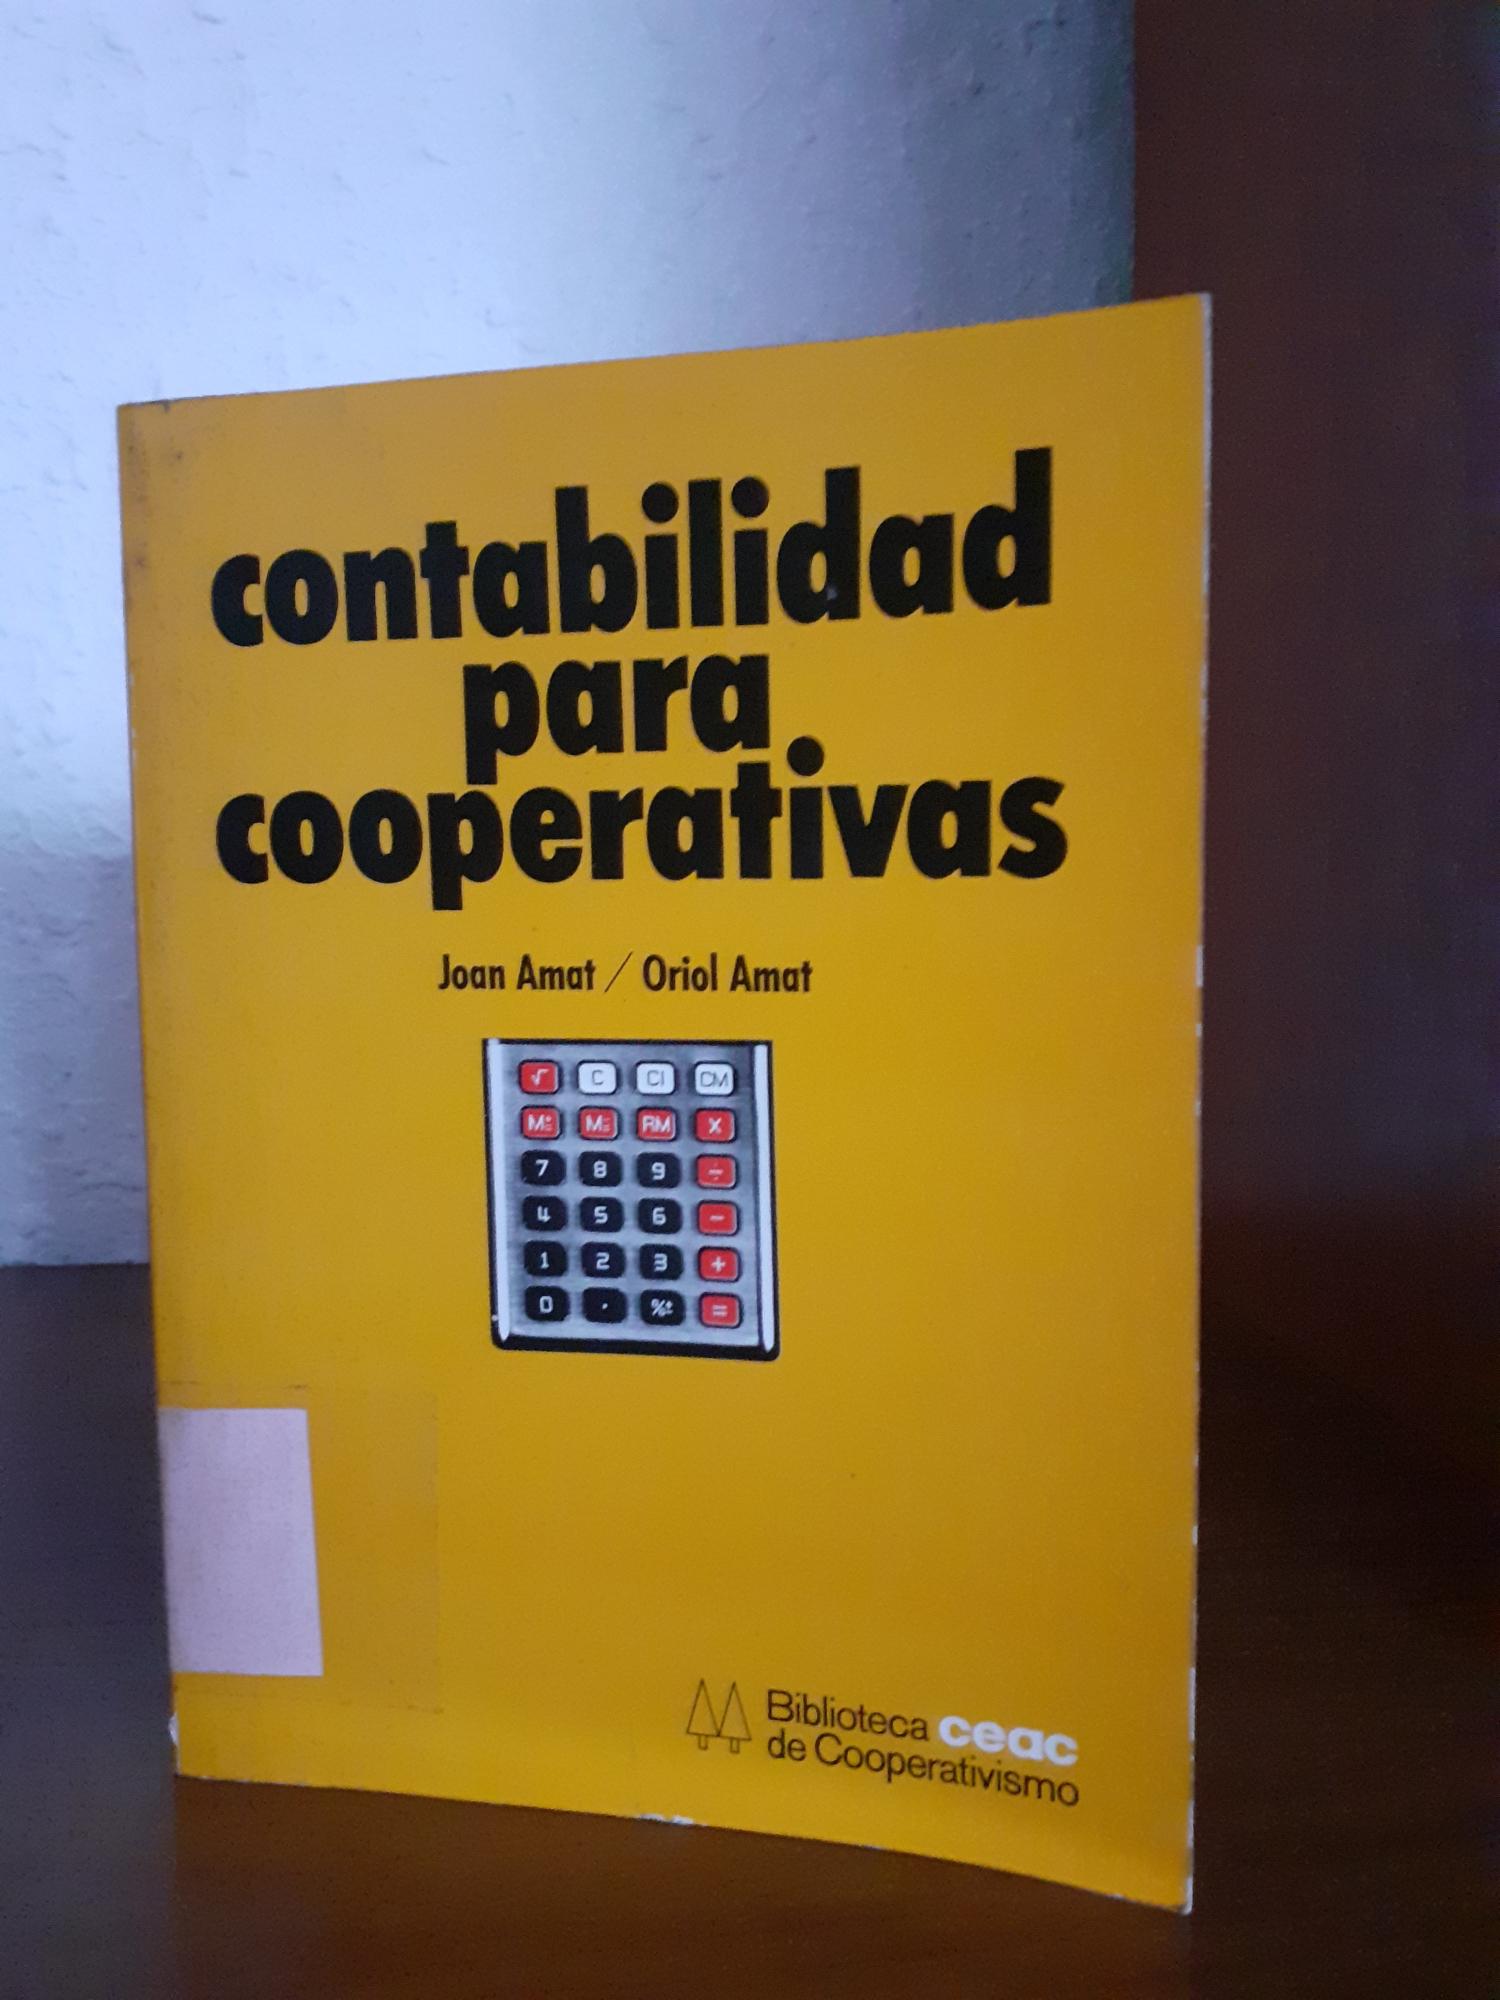 contabilidad
para
cooperativas
Joan Amat / Oriol Amat
√ C CI CM
M± M= RM X
7 8 9 ÷
4 5 6 -
1 2 3 +
0 . %± =
Biblioteca ceac
de Cooperativismo